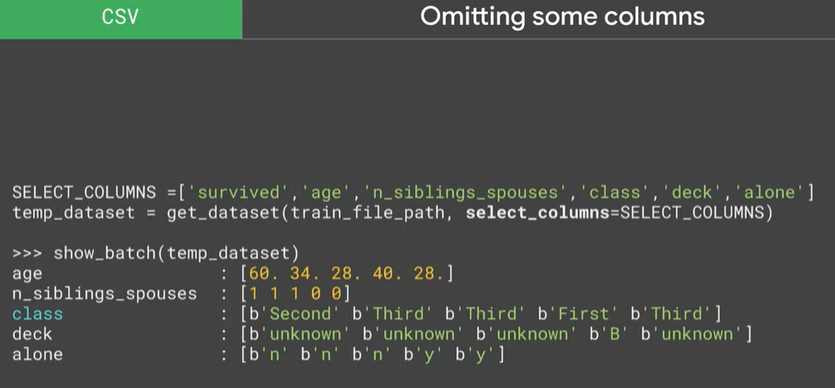 CSV
Omitting some columns
SELECT_COLUMNS =['survived','age','n_siblings_spouses','class','deck','alone']
temp_dataset = get_dataset(train_file_path, select_columns=SELECT_COLUMNS)
>>> show_batch(temp_dataset)
age : [60. 34. 28. 40. 28.]
n_siblings_spouses : [1 1 1 0 0]
class : [b'Second' b'Third' b'Third' b'First' b'Third']
deck : [b'unknown' b'unknown' b'unknown' b'B' b'unknown']
alone : [b'n' b'n' b'n' b'y' b'y']